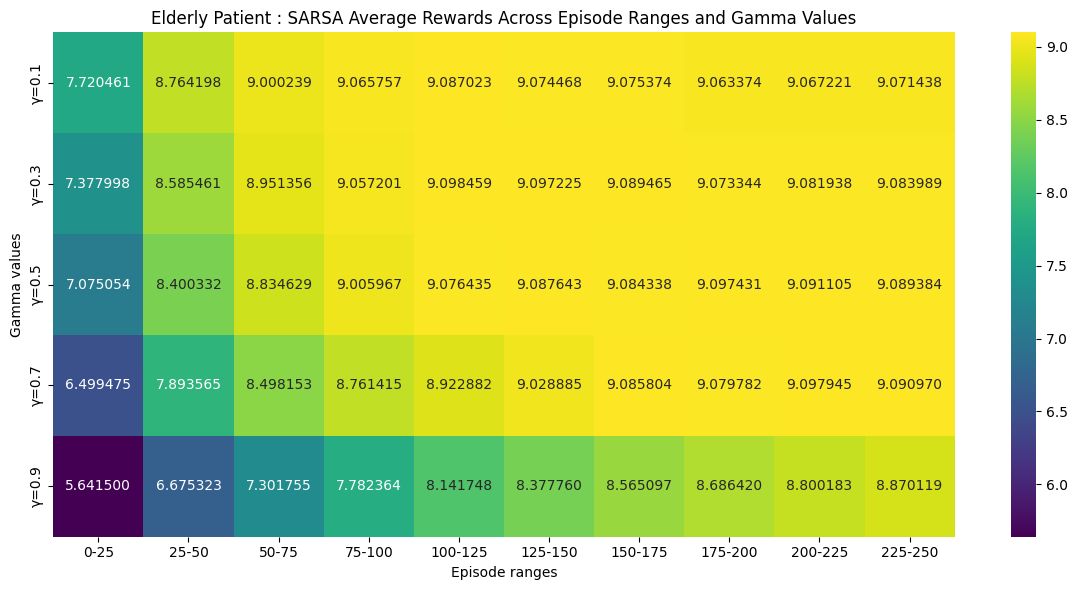 Elderly Patient : SARSA Average Rewards Across Episode Ranges and Gamma Values
Gamma values
γ=0.1 7.720461 8.764198 9.000239 9.065757 9.087023 9.074468 9.075374 9.063374 9.067221 9.071438
γ=0.3 7.377998 8.585461 8.951356 9.057201 9.098459 9.097225 9.089465 9.073344 9.081938 9.083989
γ=0.5 7.075054 8.400332 8.834629 9.005967 9.076435 9.087643 9.084338 9.097431 9.091105 9.089384
γ=0.7 6.499475 7.893565 8.498153 8.761415 8.922882 9.028885 9.085804 9.079782 9.097945 9.090970
γ=0.9 5.641500 6.675323 7.301755 7.782364 8.141748 8.377760 8.565097 8.686420 8.800183 8.870119
0-25 25-50 50-75 75-100 100-125 125-150 150-175 175-200 200-225 225-250
Episode ranges
9.0
8.5
8.0
7.5
7.0
6.5
6.0